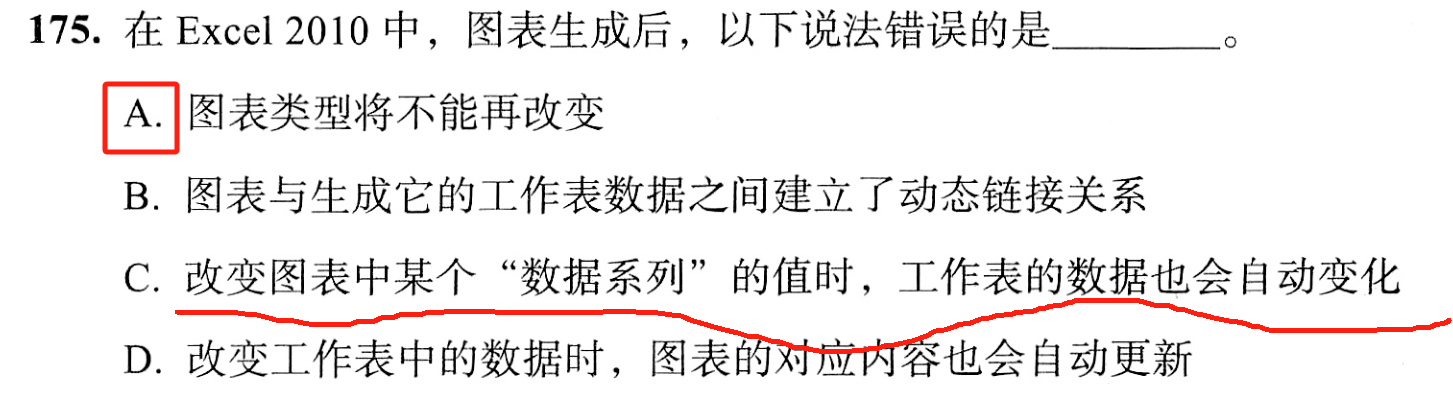 175. 在 Excel 2010 中，图表生成后，以下说法错误的是________。
A. 图表类型将不能再改变
B. 图表与生成它的工作表数据之间建立了动态链接关系
C. 改变图表中某个“数据系列”的值时，工作表的数据也会自动变化
D. 改变工作表中的数据时，图表的对应内容也会自动更新